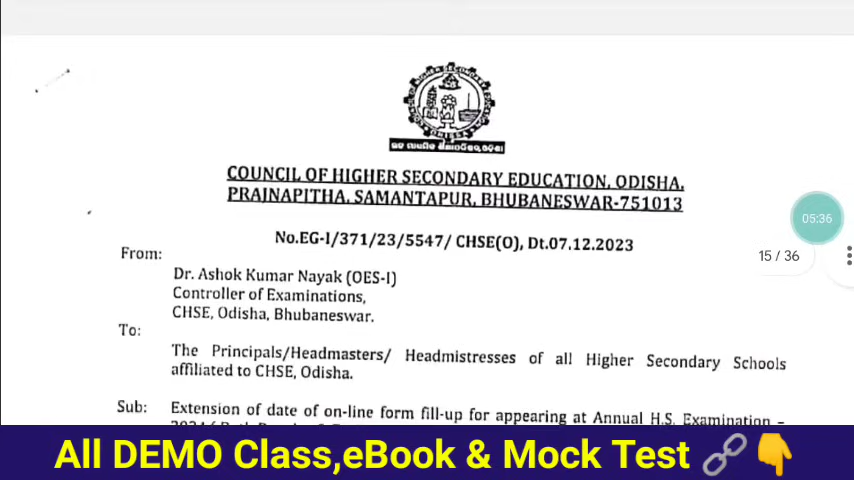 COUNCIL OF HIGHER SECONDARY EDUCATION, ODISHA,
PRAJNAPITHA, SAMANTAPUR, BHUBANESWAR-751013
No.EG-I/371/23/5547/ CHSE(O), Dt.07.12.2023
05:36
15 / 36
From:
Dr. Ashok Kumar Nayak (OES-I)
Controller of Examinations,
CHSE, Odisha, Bhubaneswar.
To:
The Principals/Headmasters/ Headmistresses of all Higher Secondary Schools
affiliated to CHSE, Odisha.
Sub: Extension of date of on-line form fill-up for appearing at Annual H.S. Examination –
All DEMO Class,eBook & Mock Test 🔗👇